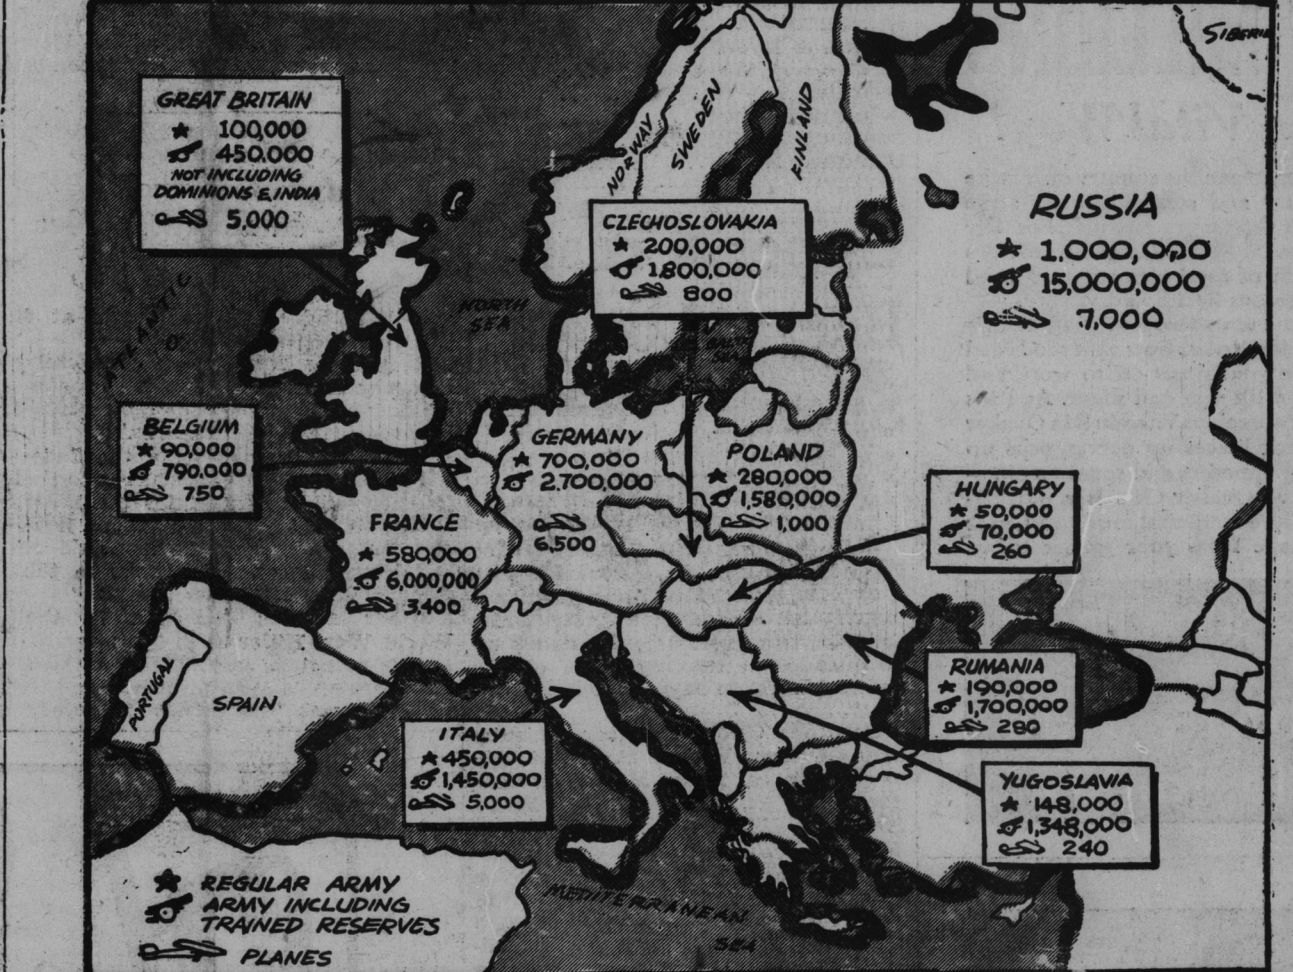 SIBERIA
GREAT BRITAIN
100,000
450.000
NOT INCLUDING
DOMINIONS & INDIA
5,000
NORWAY
SWEDEN
FINLAND
RUSSIA
1.000,000
15,000,000
7,000
CZECHOSLOVAKIA
200,000
1,800,000
800
ATLANTIC
O.
NORTH
SEA
BALTIC
SEA
BELGIUM
90,000
790.000
750
GERMANY
700,000
2.700,000
6,500
POLAND
280,000
1,580,000
1,000
HUNGARY
50,000
70,000
260
FRANCE
580,000
6,000,000
3,400
PORTUGAL
SPAIN
RUMANIA
190,000
1,700,000
280
ITALY
450,000
1,450,000
5,000
YUGOSLAVIA
148,000
1,348,000
240
MEDITERRANEAN
SEA
REGULAR ARMY
ARMY INCLUDING
TRAINED RESERVES
PLANES